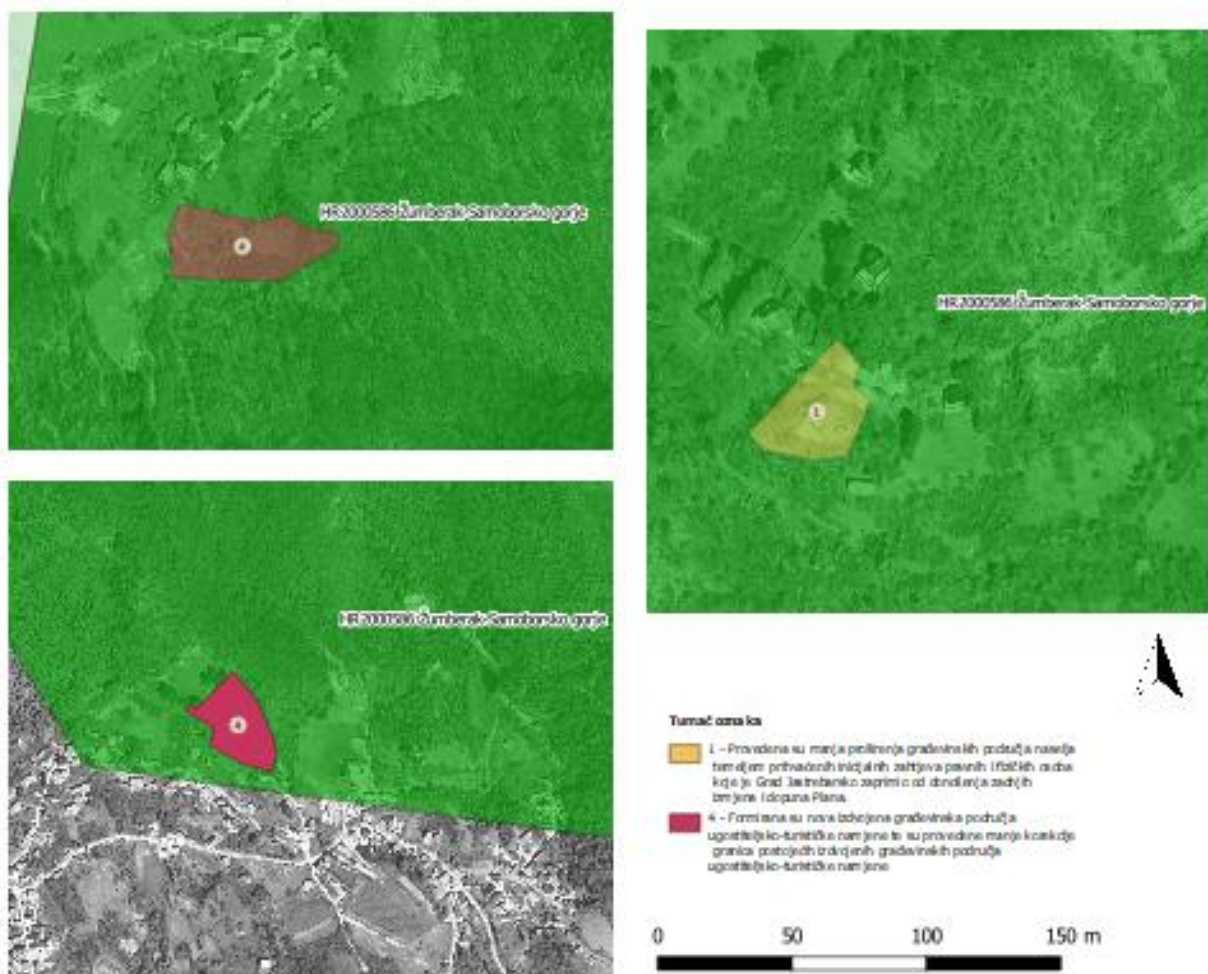 HR2000586 Žumberak Samoborsko gorje
4
HR2000586 Žumberak Samoborsko gorje
1
HR2000586 Žumberak Samoborsko gorje
4
Tumač oznaka
1 - Provedena su manja proširenja građevinskih područja naselja
temeljem prihvaćenih inicijalnih zahtjeva pravnih i fizičkih osoba
koje je Grad Jastrebarsko zaprimio od donošenja zadnjih
izmjena i dopuna Plana.
4 - Formirana su nova izdvojena građevinska područja
ugostiteljsko-turističke namjene te su provedene manje korekcije
granica postojećih izdvojenih građevinskih područja
ugostiteljsko-turističke namjene
0 50 100 150 m